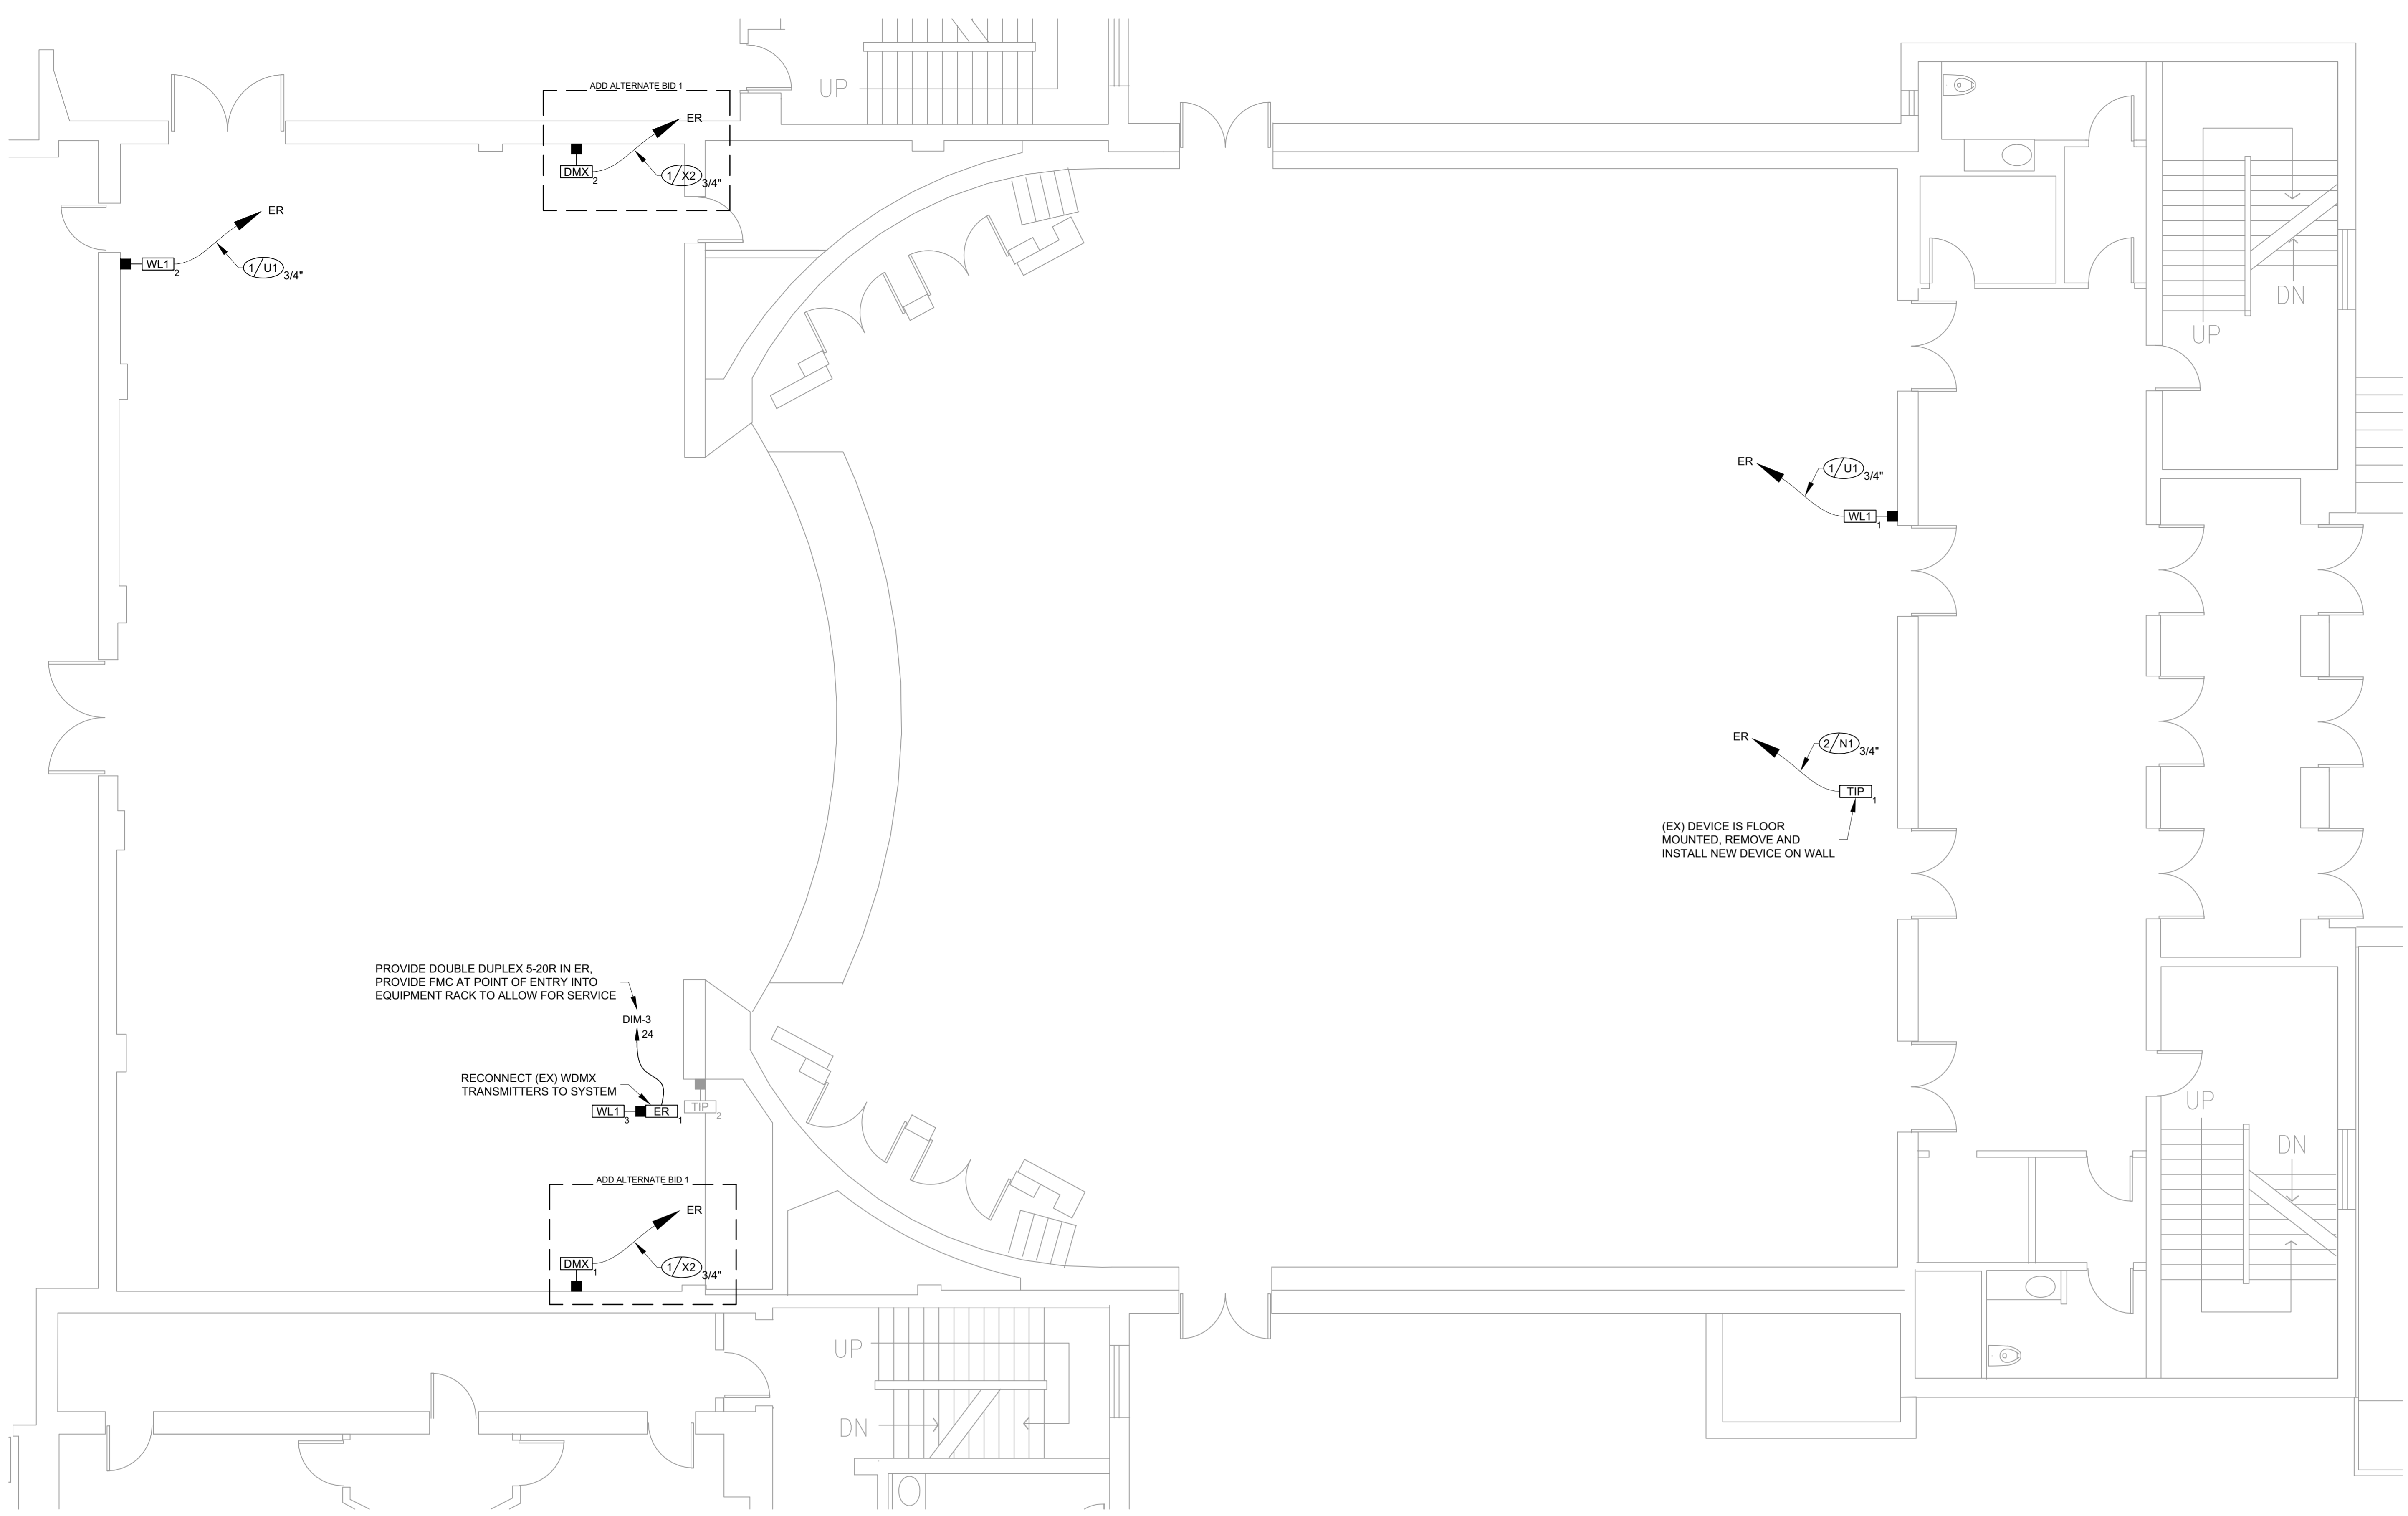 UP
ADD ALTERNATE BID 1
ER
DMX
2
1/X2
3/4"
ER
WL1
2
1/U1
3/4"
DN
UP
ER
1/U1
3/4"
WL1
1
ER
2/N1
3/4"
TIP
1
(EX) DEVICE IS FLOOR
MOUNTED, REMOVE AND
INSTALL NEW DEVICE ON WALL
PROVIDE DOUBLE DUPLEX 5-20R IN ER,
PROVIDE FMC AT POINT OF ENTRY INTO
EQUIPMENT RACK TO ALLOW FOR SERVICE
DIM-3
24
RECONNECT (EX) WDMX
TRANSMITTERS TO SYSTEM
WL1
3
ER
1
TIP
2
UP
DN
ADD ALTERNATE BID 1
ER
DMX
1
1/X2
3/4"
UP
DN